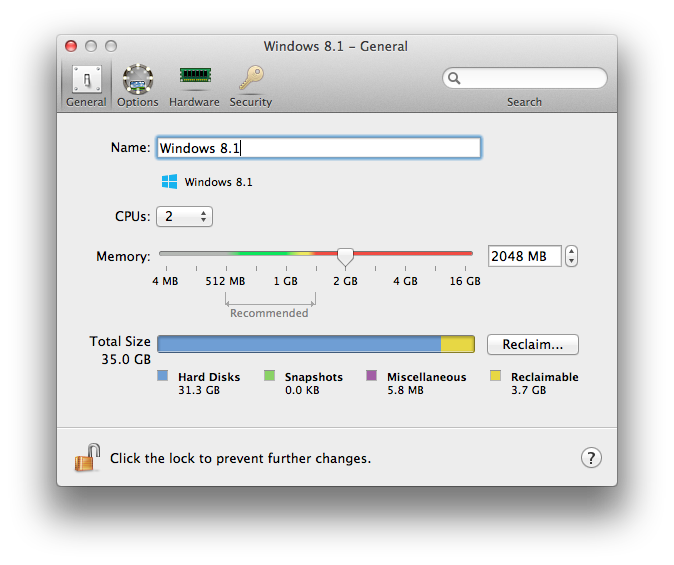 Windows 8.1 – General
General Options Hardware Security Search
Name: Windows 8.1
Windows 8.1
CPUs: 2
Memory: 2048 MB
4 MB 512 MB 1 GB 2 GB 4 GB 16 GB
Recommended
Total Size Reclaim...
35.0 GB
Hard Disks Snapshots Miscellaneous Reclaimable
31.3 GB 0.0 KB 5.8 MB 3.7 GB
Click the lock to prevent further changes. ?